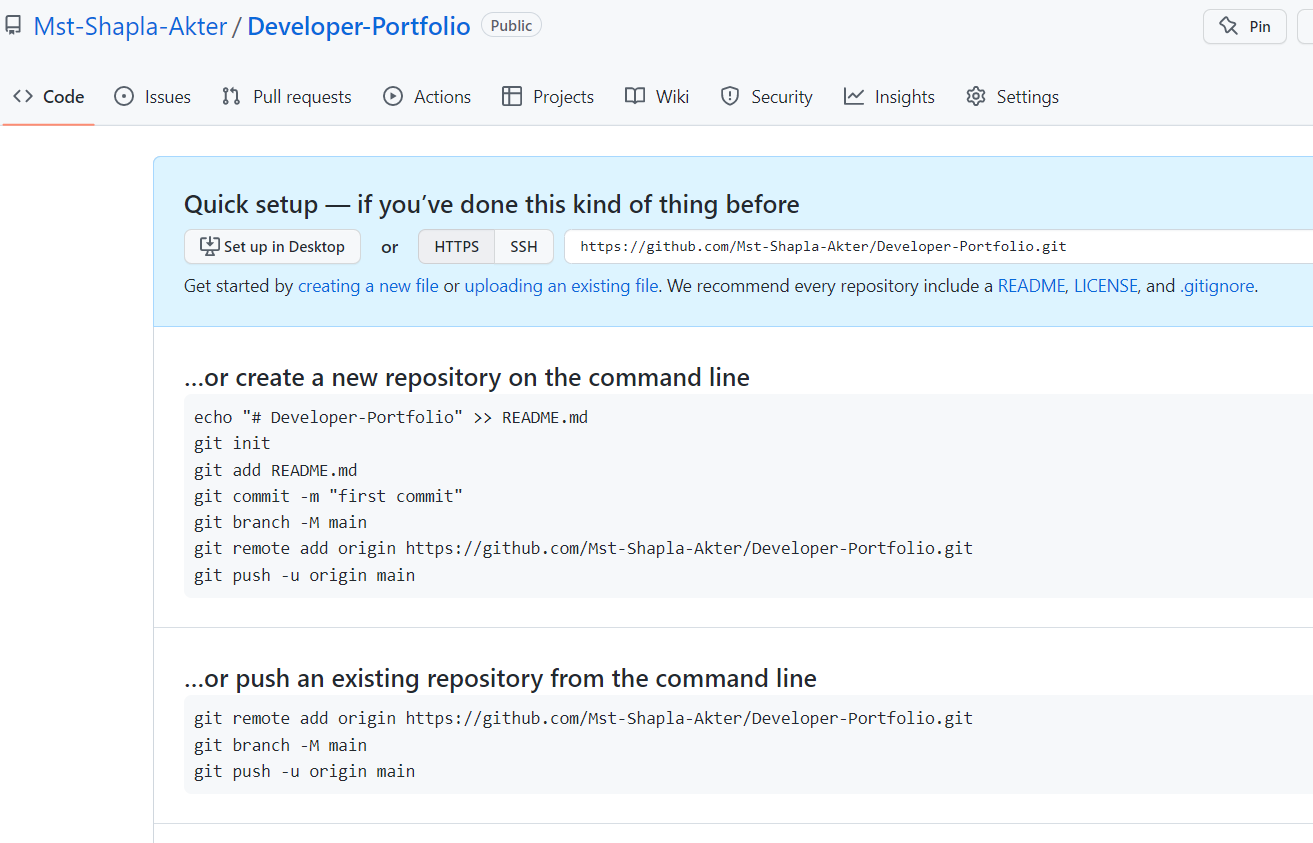 Mst-Shapla-Akter / Developer-Portfolio Public Pin
Code Issues Pull requests Actions Projects Wiki Security Insights Settings
Quick setup — if you’ve done this kind of thing before
Set up in Desktop or HTTPS SSH https://github.com/Mst-Shapla-Akter/Developer-Portfolio.git
Get started by creating a new file or uploading an existing file. We recommend every repository include a README, LICENSE, and .gitignore.
…or create a new repository on the command line
echo "# Developer-Portfolio" >> README.md
git init
git add README.md
git commit -m "first commit"
git branch -M main
git remote add origin https://github.com/Mst-Shapla-Akter/Developer-Portfolio.git
git push -u origin main
…or push an existing repository from the command line
git remote add origin https://github.com/Mst-Shapla-Akter/Developer-Portfolio.git
git branch -M main
git push -u origin main